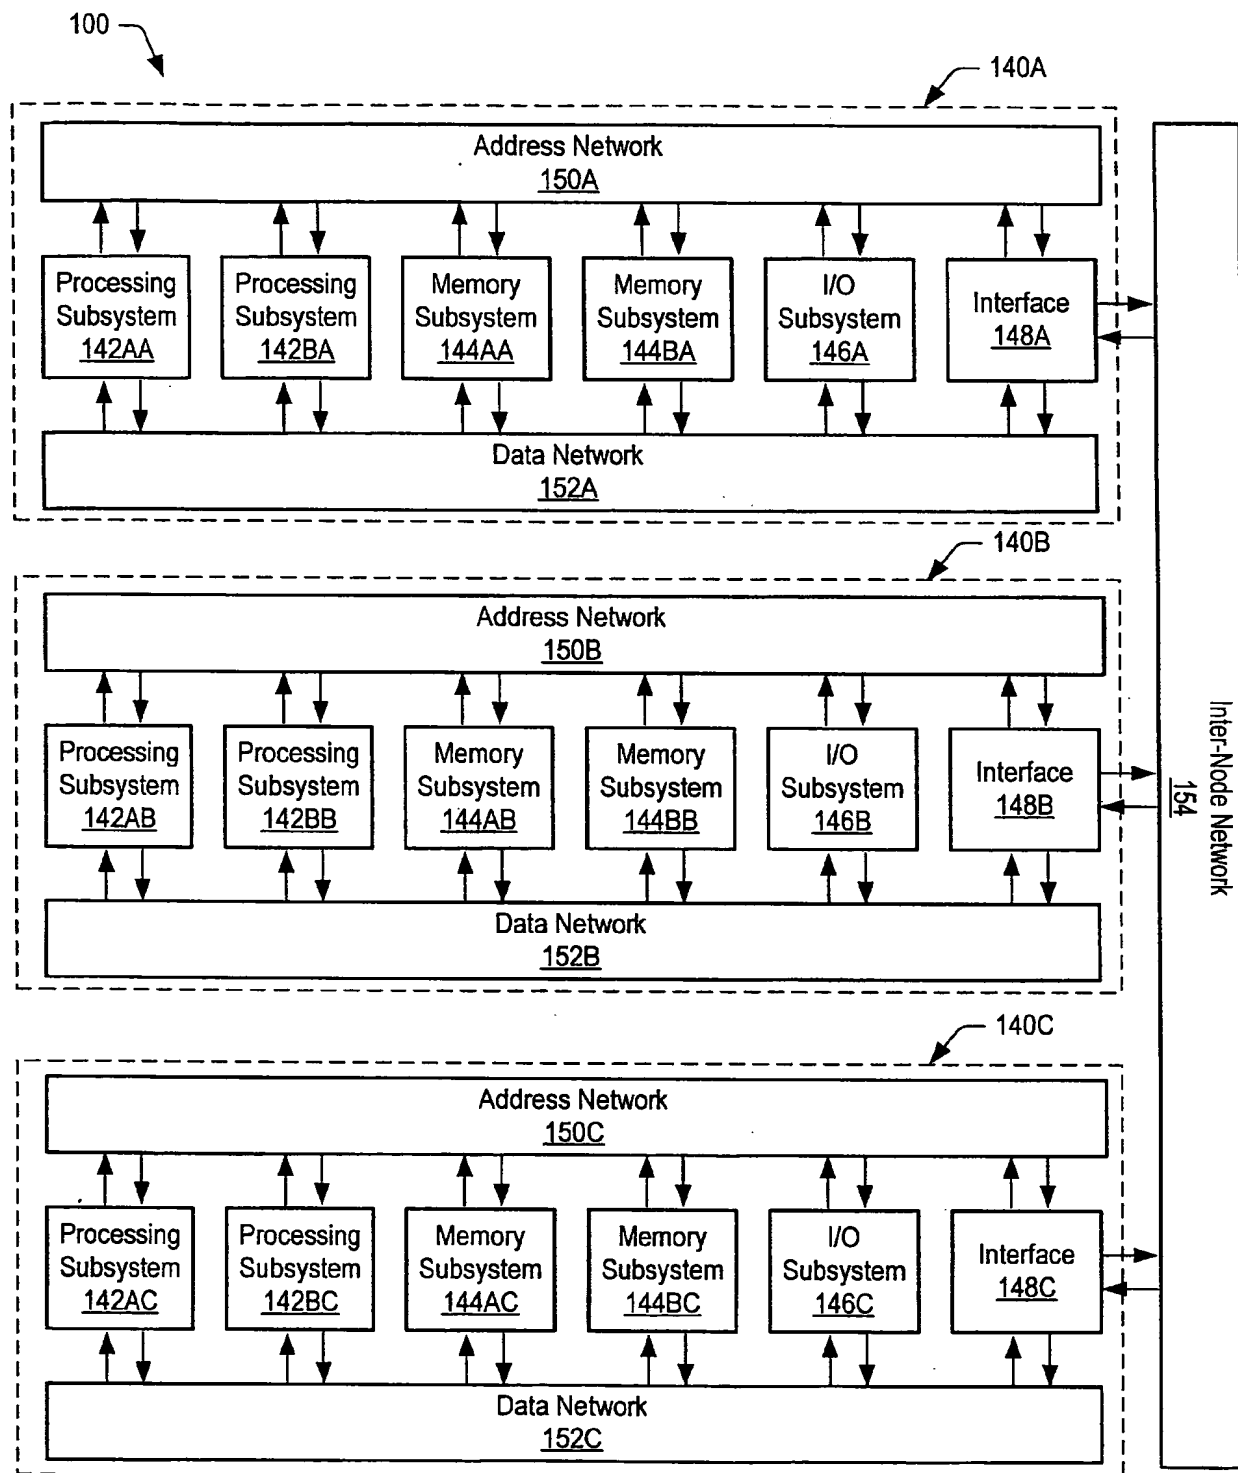 100
140A
Address Network
150A
Processing
Subsystem
142AA
Processing
Subsystem
142BA
Memory
Subsystem
144AA
Memory
Subsystem
144BA
I/O
Subsystem
146A
Interface
148A
Data Network
152A
140B
Address Network
150B
Processing
Subsystem
142AB
Processing
Subsystem
142BB
Memory
Subsystem
144AB
Memory
Subsystem
144BB
I/O
Subsystem
146B
Interface
148B
Data Network
152B
140C
Address Network
150C
Processing
Subsystem
142AC
Processing
Subsystem
142BC
Memory
Subsystem
144AC
Memory
Subsystem
144BC
I/O
Subsystem
146C
Interface
148C
Data Network
152C
Inter-Node Network
154